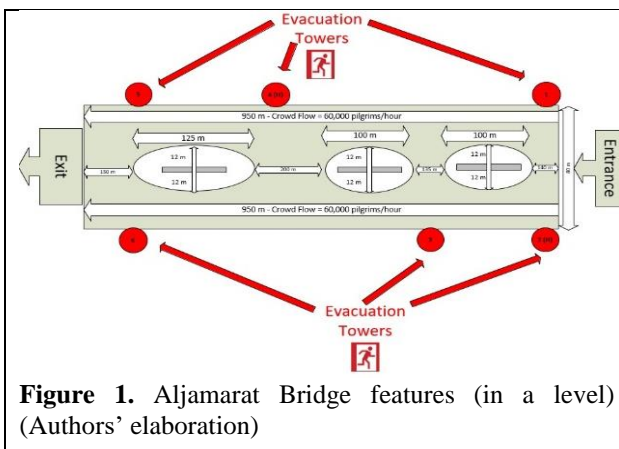 Evacuation
Towers
950 m - Crowd Flow = 60,000 pilgrims/hour
125 m
100 m
100 m
12 m
12 m
12 m
12 m
12 m
12 m
Exit
Entrance
950 m - Crowd Flow = 60,000 pilgrims/hour
Evacuation
Towers
Figure 1. Aljamarat Bridge features (in a level)
(Authors’ elaboration)